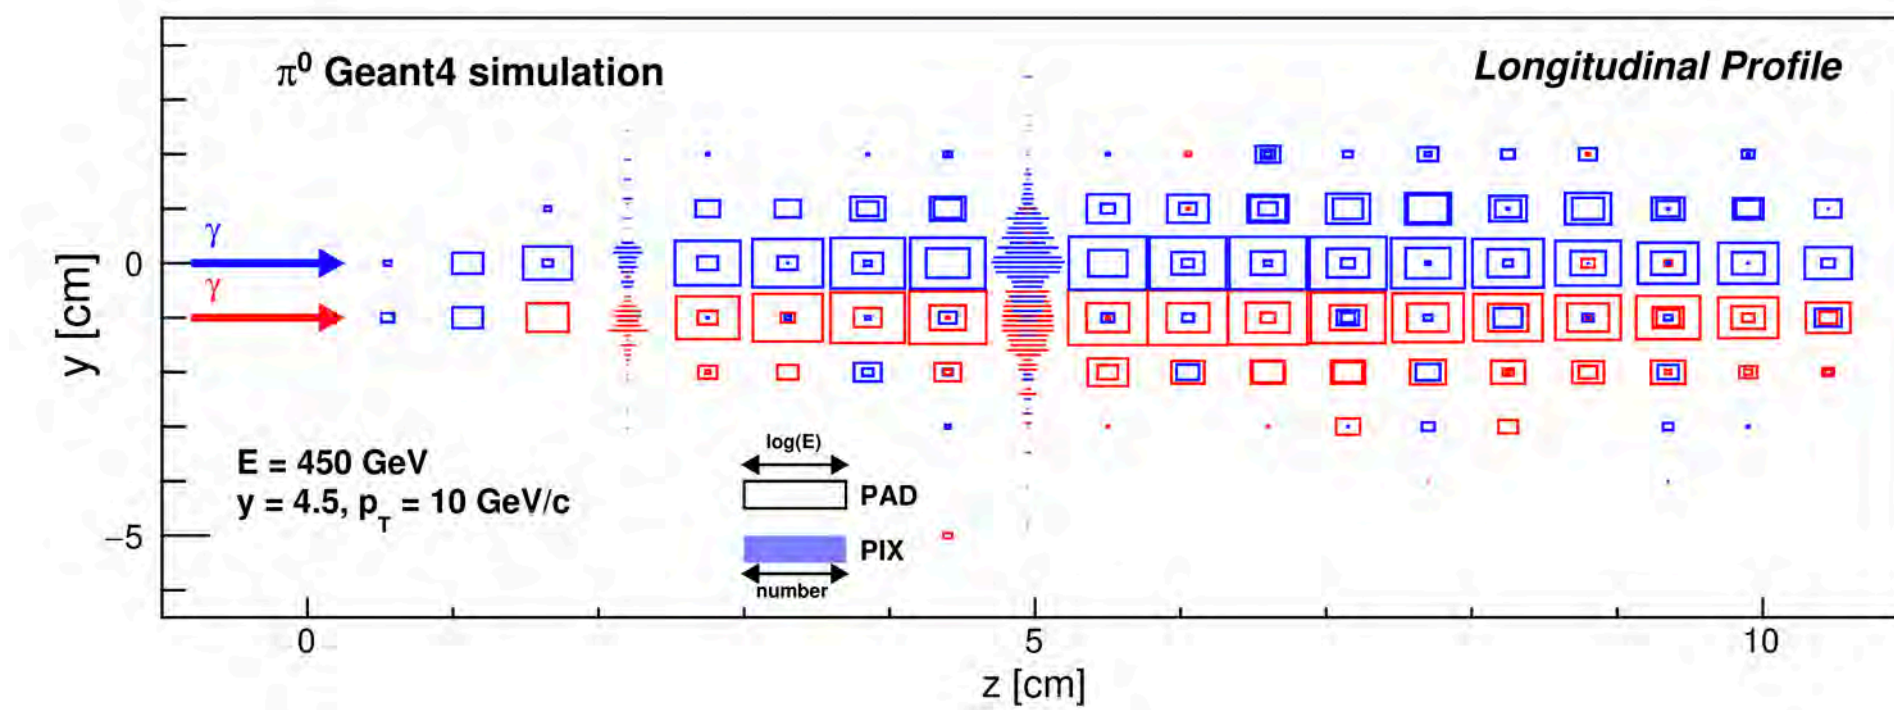 π⁰ Geant4 simulation
Longitudinal Profile
γ
γ
y [cm]
0
−5
E = 450 GeV
y = 4.5, p_T = 10 GeV/c
log(E)
PAD
PIX
number
0
5
10
z [cm]